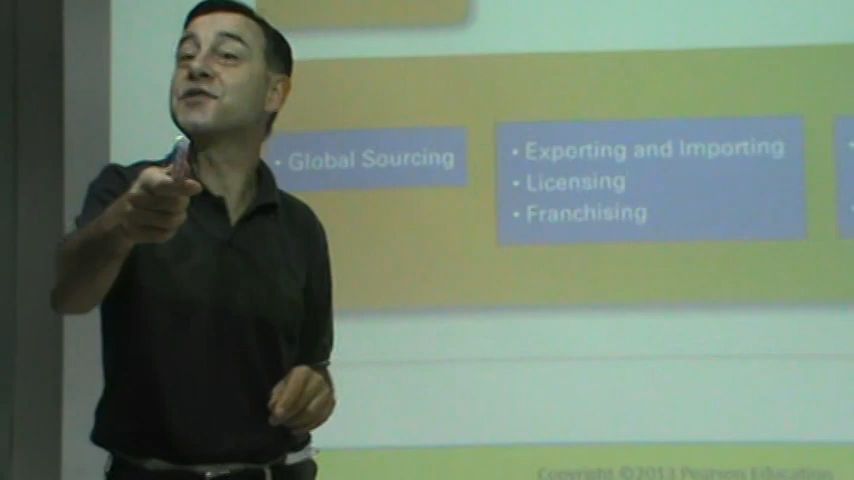 • Global Sourcing
• Exporting and Importing
• Licensing
• Franchising
Copyright ©2013 Pearson Education